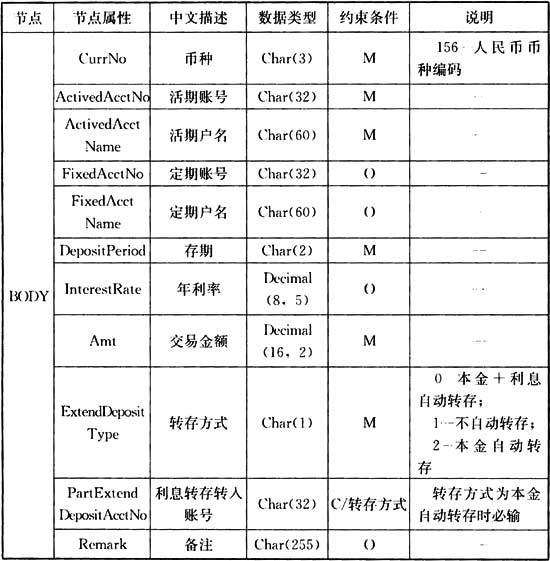 节点 节点属性 中文描述 数据类型 约束条件 说明
BODY
CurrNo 币种 Char(3) M 156-人民币币
种编码
ActivedAcctNo 活期账号 Char(32) M -
ActivedAcct
Name 活期户名 Char(60) M -
FixedAcctNo 定期账号 Char(32) O -
FixedAcct
Name 定期户名 Char(60) O -
DepositPeriod 存期 Char(2) M -
InterestRate 年利率 Decimal
(8，5) O -
Amt 交易金额 Decimal
(16，2) M -
ExtendDeposit
Type 转存方式 Char(1) M 0 本金＋利息
自动转存；
1-不自动转存；
2-本金自动转
存
PartExtend
DepositAcctNo 利息转存转入
账号 Char(32) C/转存方式 转存方式为本金
自动转存时必输
Remark 备注 Char(255) O -